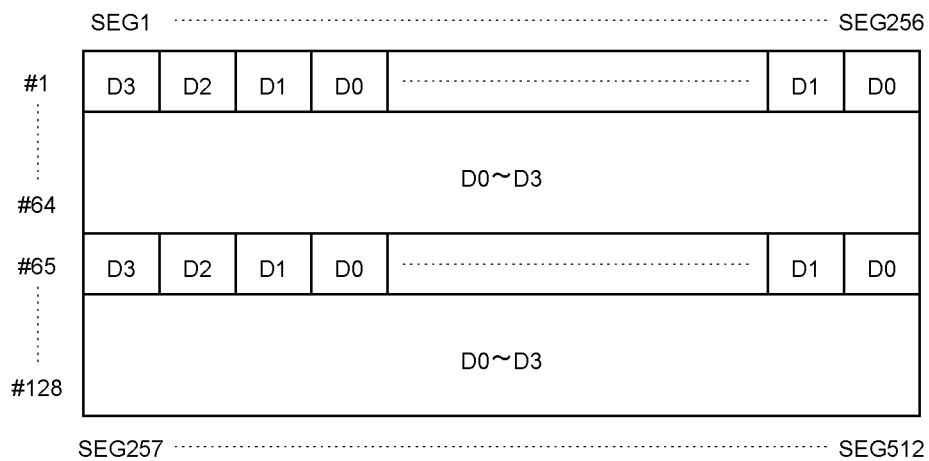 SEG1 SEG256
#1 D3 D2 D1 D0 D1 D0
D0～D3
#64
#65 D3 D2 D1 D0 D1 D0
D0～D3
#128
SEG257 SEG512